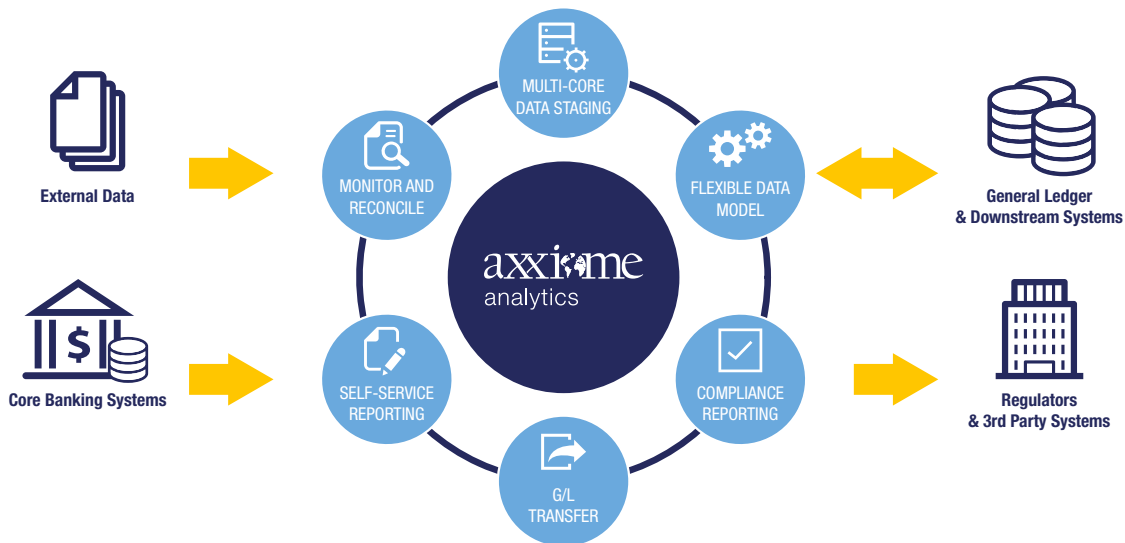 MULTI-CORE
DATA STAGING
MONITOR AND
RECONCILE
FLEXIBLE DATA
MODEL
External Data
General Ledger
& Downstream Systems
axxiome
analytics
$
Core Banking Systems
SELF-SERVICE
REPORTING
COMPLIANCE
REPORTING
Regulators
& 3rd Party Systems
G/L
TRANSFER